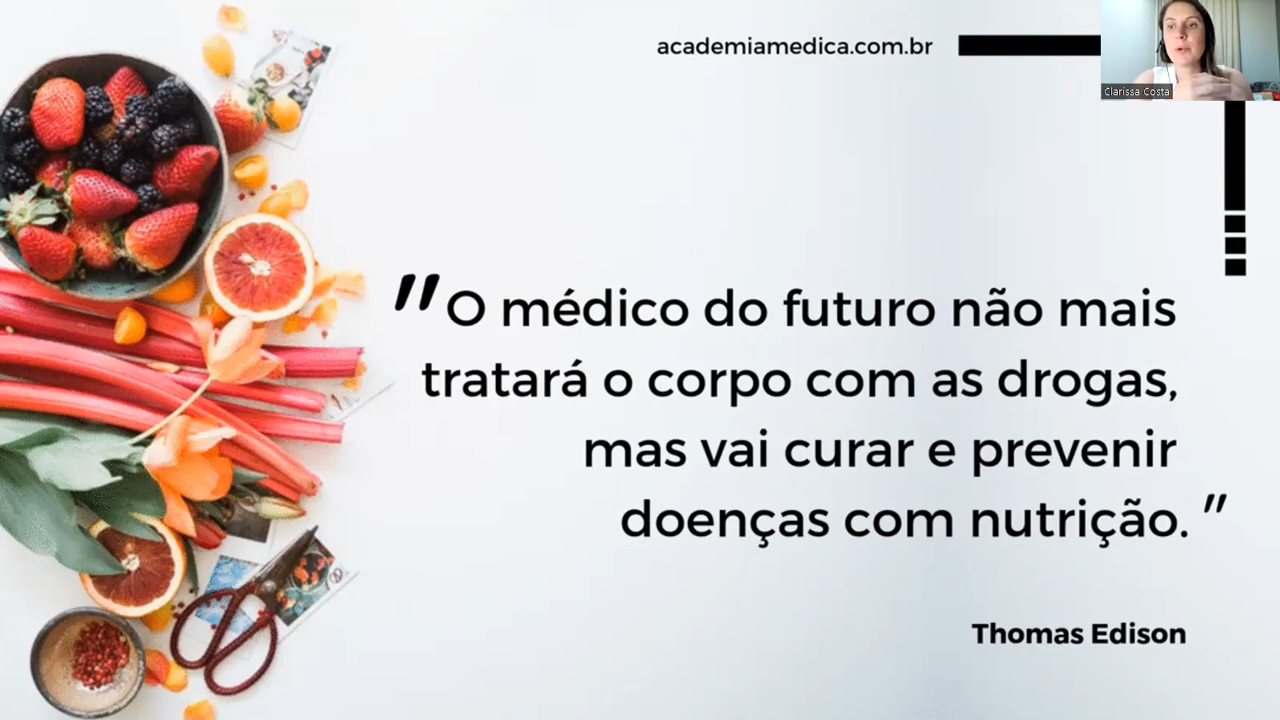 academiamedica.com.br
Clarissa Costa
"O médico do futuro não mais
tratará o corpo com as drogas,
mas vai curar e prevenir
doenças com nutrição."
Thomas Edison